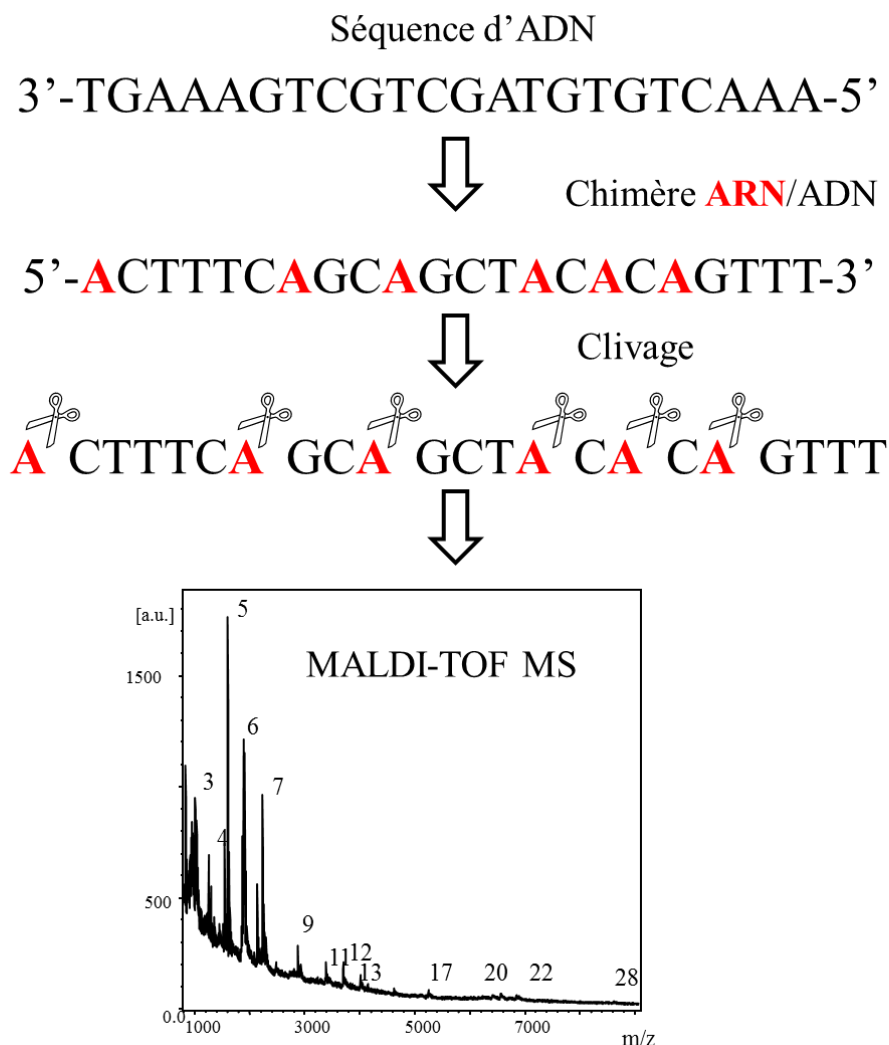 Séquence d’ADN
3’-TGAAAGTCGTCGATGTGTCAAA-5’
Chimère ARN/ADN
5’-ACTTTCAGCAGCTACACAGTTT-3’
Clivage
A CTTTCA GCA GCTA CA CA GTTT
[a.u.]
5
MALDI-TOF MS
1500
6
3
7
4
500
9
11 12
13
17
20
22
28
0.0
1000
3000
5000
7000
m/z